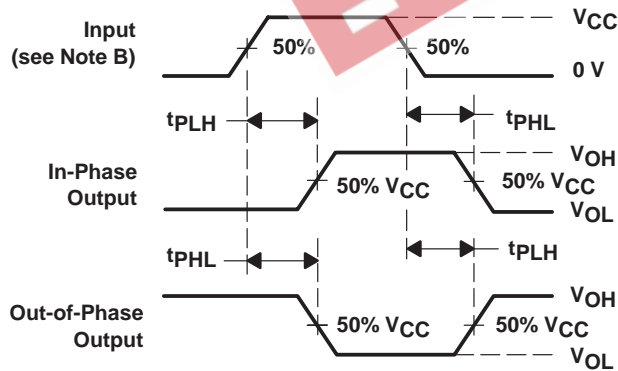 Input
(see Note B)
50%
50%
VCC
0 V
tPLH
tPHL
In-Phase
Output
50% VCC
50% VCC
VOH
VOL
tPHL
tPLH
Out-of-Phase
Output
50% VCC
50% VCC
VOH
VOL